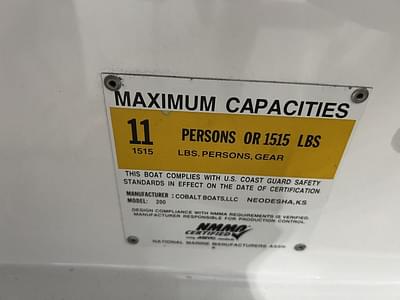 MAXIMUM CAPACITIES
11 PERSONS OR 1515 LBS
1515 LBS. PERSONS, GEAR
THIS BOAT COMPLIES WITH U.S. COAST GUARD SAFETY
STANDARDS IN EFFECT ON THE DATE OF CERTIFICATION
MANUFACTURER: COBALT BOATS, LLC NEODESHA, KS
MODEL: 200
DESIGN COMPLIANCE WITH NMMA REQUIREMENTS IS VERIFIED.
MANUFACTURER RESPONSIBLE FOR PRODUCTION CONTROL.
NMMA
CERTIFIED
NATIONAL MARINE MANUFACTURERS ASSN